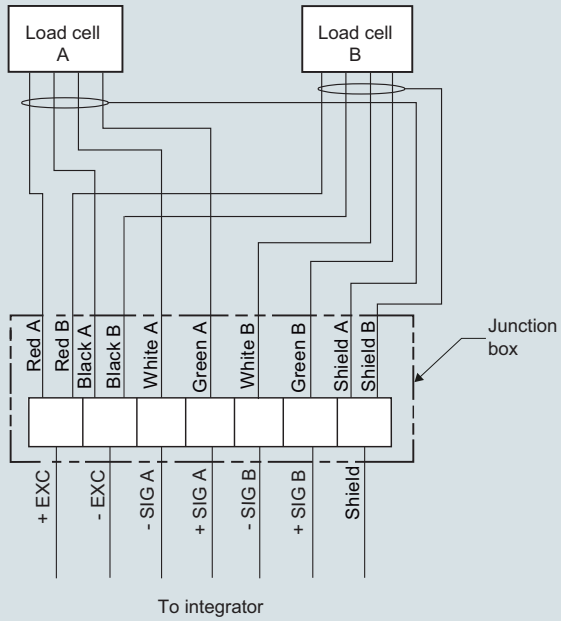 Load cell
A
Load cell
B
Junction
box
Red A
Red B
Black A
Black B
White A
Green A
White B
Green B
Shield A
Shield B
+ EXC
- EXC
- SIG A
+ SIG A
- SIG B
+ SIG B
Shield
To integrator